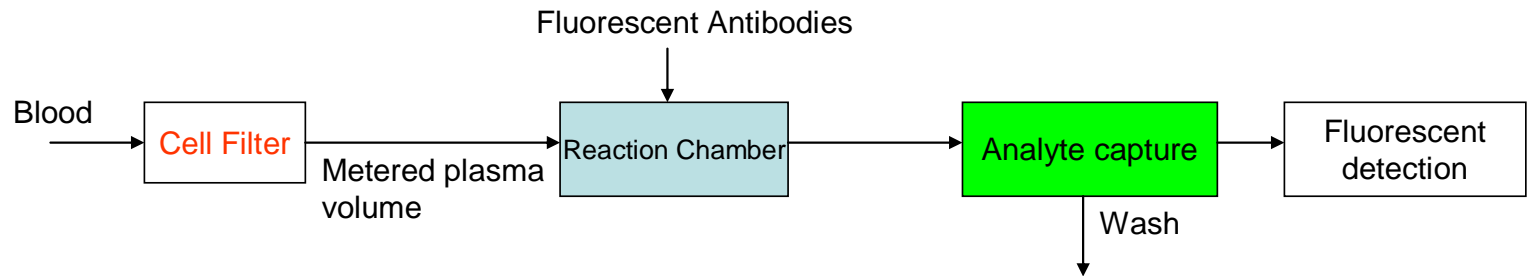 Fluorescent Antibodies
Blood
Cell Filter
Metered plasma
volume
Reaction Chamber
Analyte capture
Wash
Fluorescent
detection